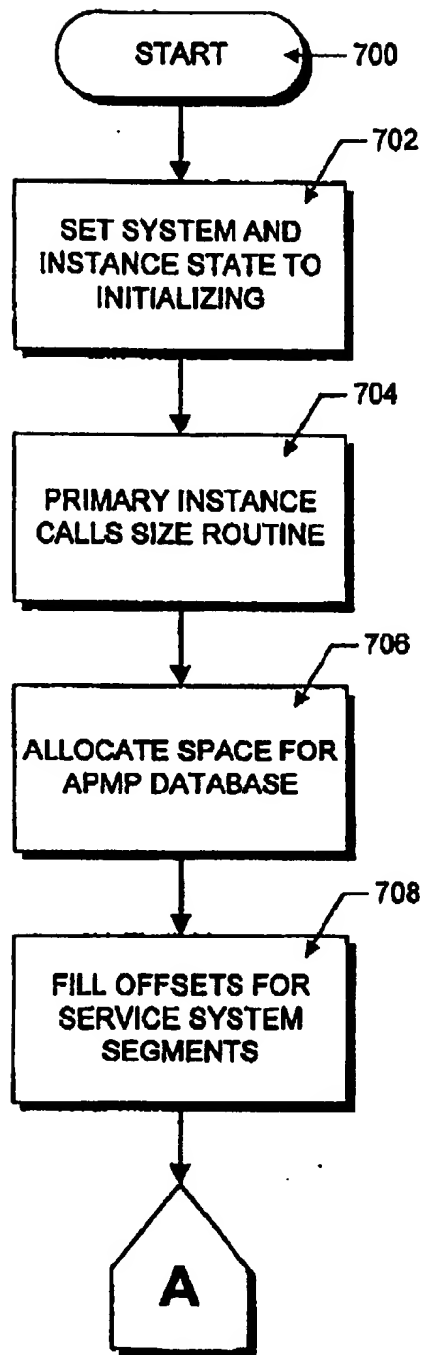 START
700
702
SET SYSTEM AND
INSTANCE STATE TO
INITIALIZING
704
PRIMARY INSTANCE
CALLS SIZE ROUTINE
706
ALLOCATE SPACE FOR
APMP DATABASE
708
FILL OFFSETS FOR
SERVICE SYSTEM
SEGMENTS
A